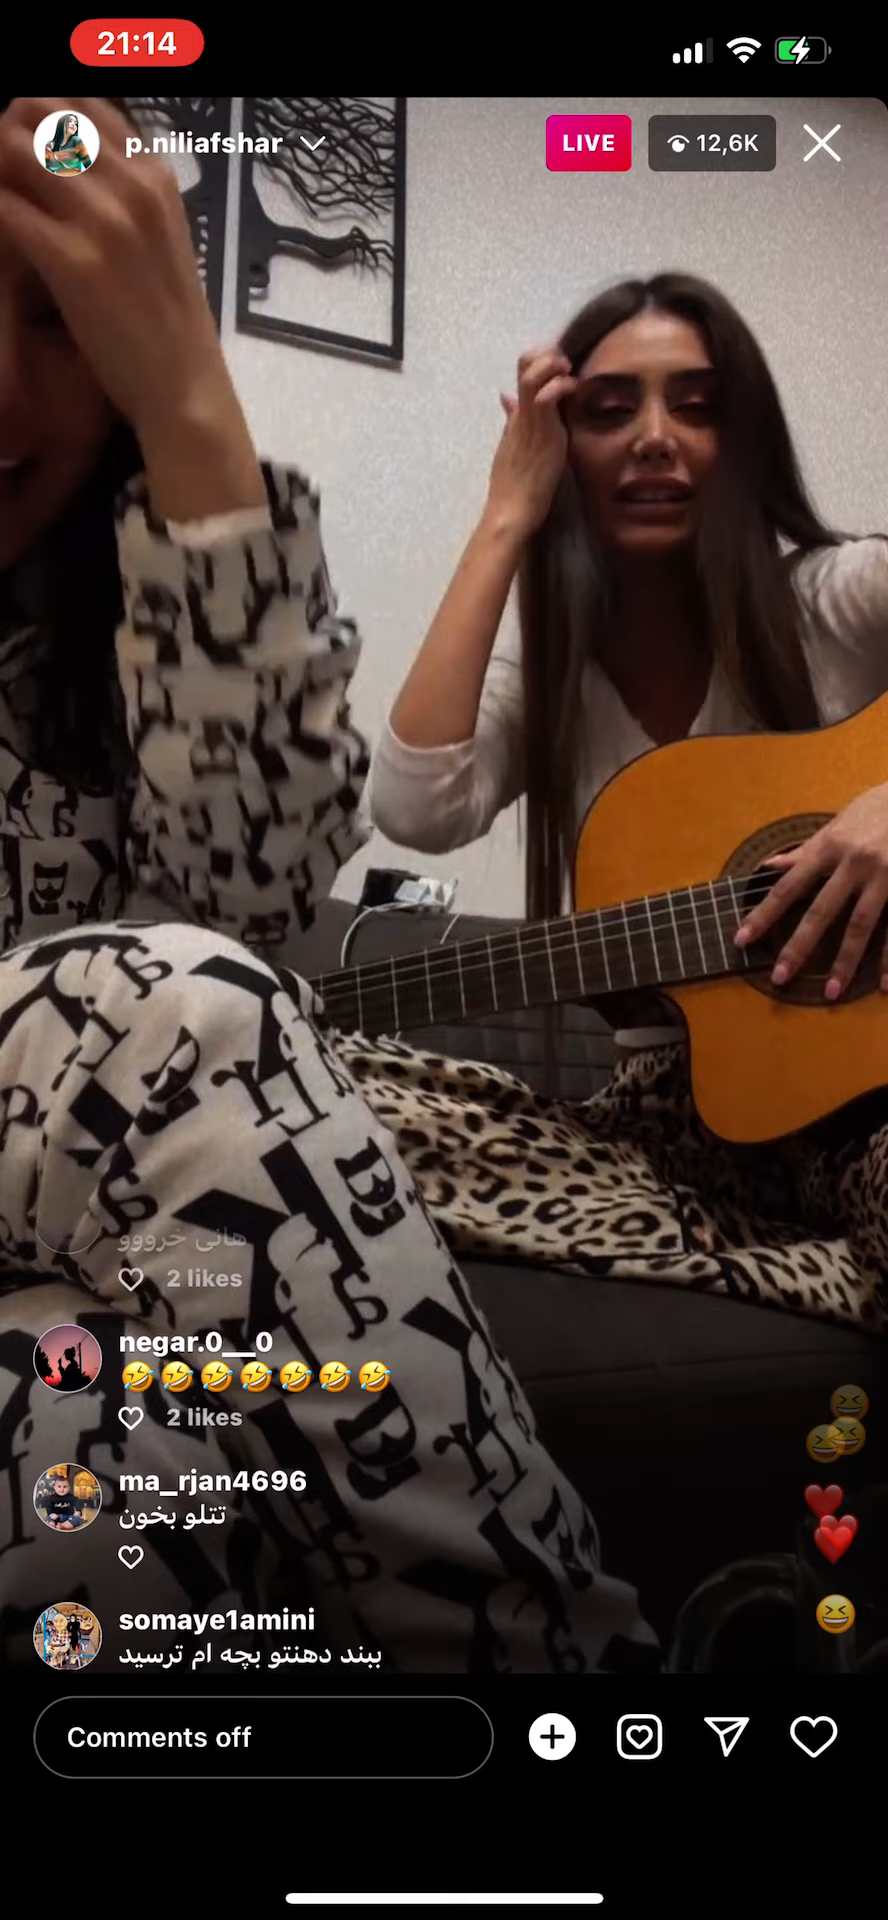 21:14
p.niliafshar
LIVE
12,6K
هانی خرووو
2 likes
negar.0__0
🤣🤣🤣🤣🤣🤣🤣
2 likes
ma_rjan4696
تتلو بخون
somaye1amini
ببند دهنتو بچه ام ترسید
Comments off